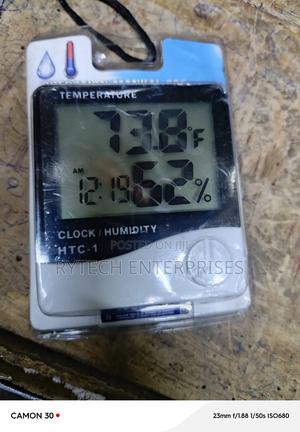 TEMPERATURE
73.8°F
AM 12:19 62%
CLOCK / HUMIDITY
HTC-1
POSTED ON JIJI
RYTECH ENTERPRISES
CAMON 30
23mm f/1.88 1/50s ISO680